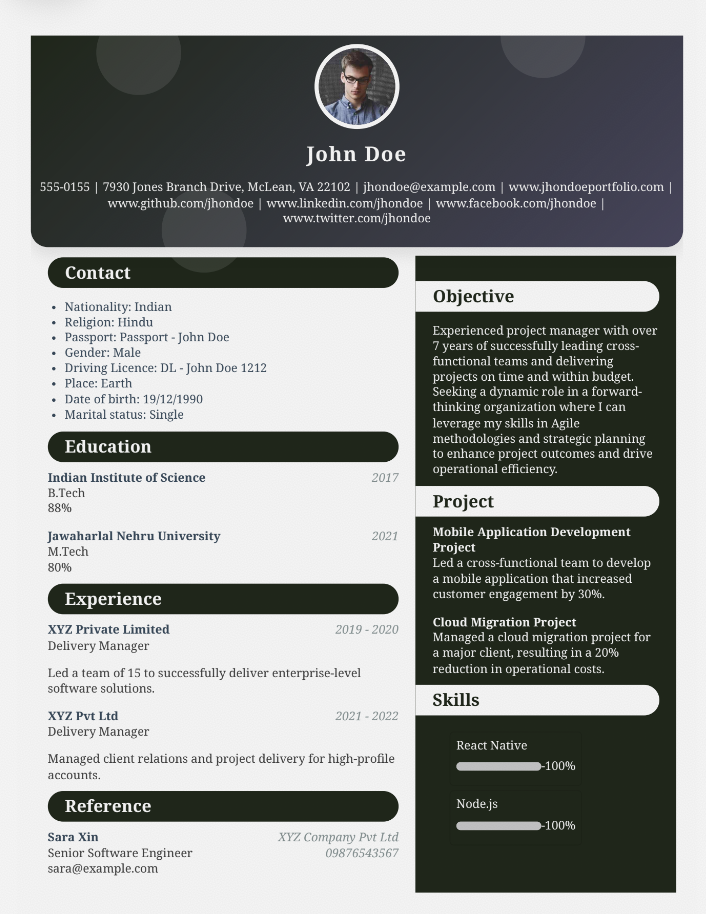 John Doe
555-0155 | 7930 Jones Branch Drive, McLean, VA 22102 | jhondoe@example.com | www.jhondoeportfolio.com |
www.github.com/jhondoe | www.linkedin.com/jhondoe | www.facebook.com/jhondoe |
www.twitter.com/jhondoe
Contact
• Nationality: Indian
• Religion: Hindu
• Passport: Passport - John Doe
• Gender: Male
• Driving Licence: DL - John Doe 1212
• Place: Earth
• Date of birth: 19/12/1990
• Marital status: Single
Education
Indian Institute of Science 2017
B.Tech
88%
Jawaharlal Nehru University 2021
M.Tech
80%
Experience
XYZ Private Limited 2019 - 2020
Delivery Manager
Led a team of 15 to successfully deliver enterprise-level
software solutions.
XYZ Pvt Ltd 2021 - 2022
Delivery Manager
Managed client relations and project delivery for high-profile
accounts.
Reference
Sara Xin XYZ Company Pvt Ltd
Senior Software Engineer 09876543567
sara@example.com
Objective
Experienced project manager with over
7 years of successfully leading cross-
functional teams and delivering
projects on time and within budget.
Seeking a dynamic role in a forward-
thinking organization where I can
leverage my skills in Agile
methodologies and strategic planning
to enhance project outcomes and drive
operational efficiency.
Project
Mobile Application Development
Project
Led a cross-functional team to develop
a mobile application that increased
customer engagement by 30%.
Cloud Migration Project
Managed a cloud migration project for
a major client, resulting in a 20%
reduction in operational costs.
Skills
React Native
-100%
Node.js
-100%